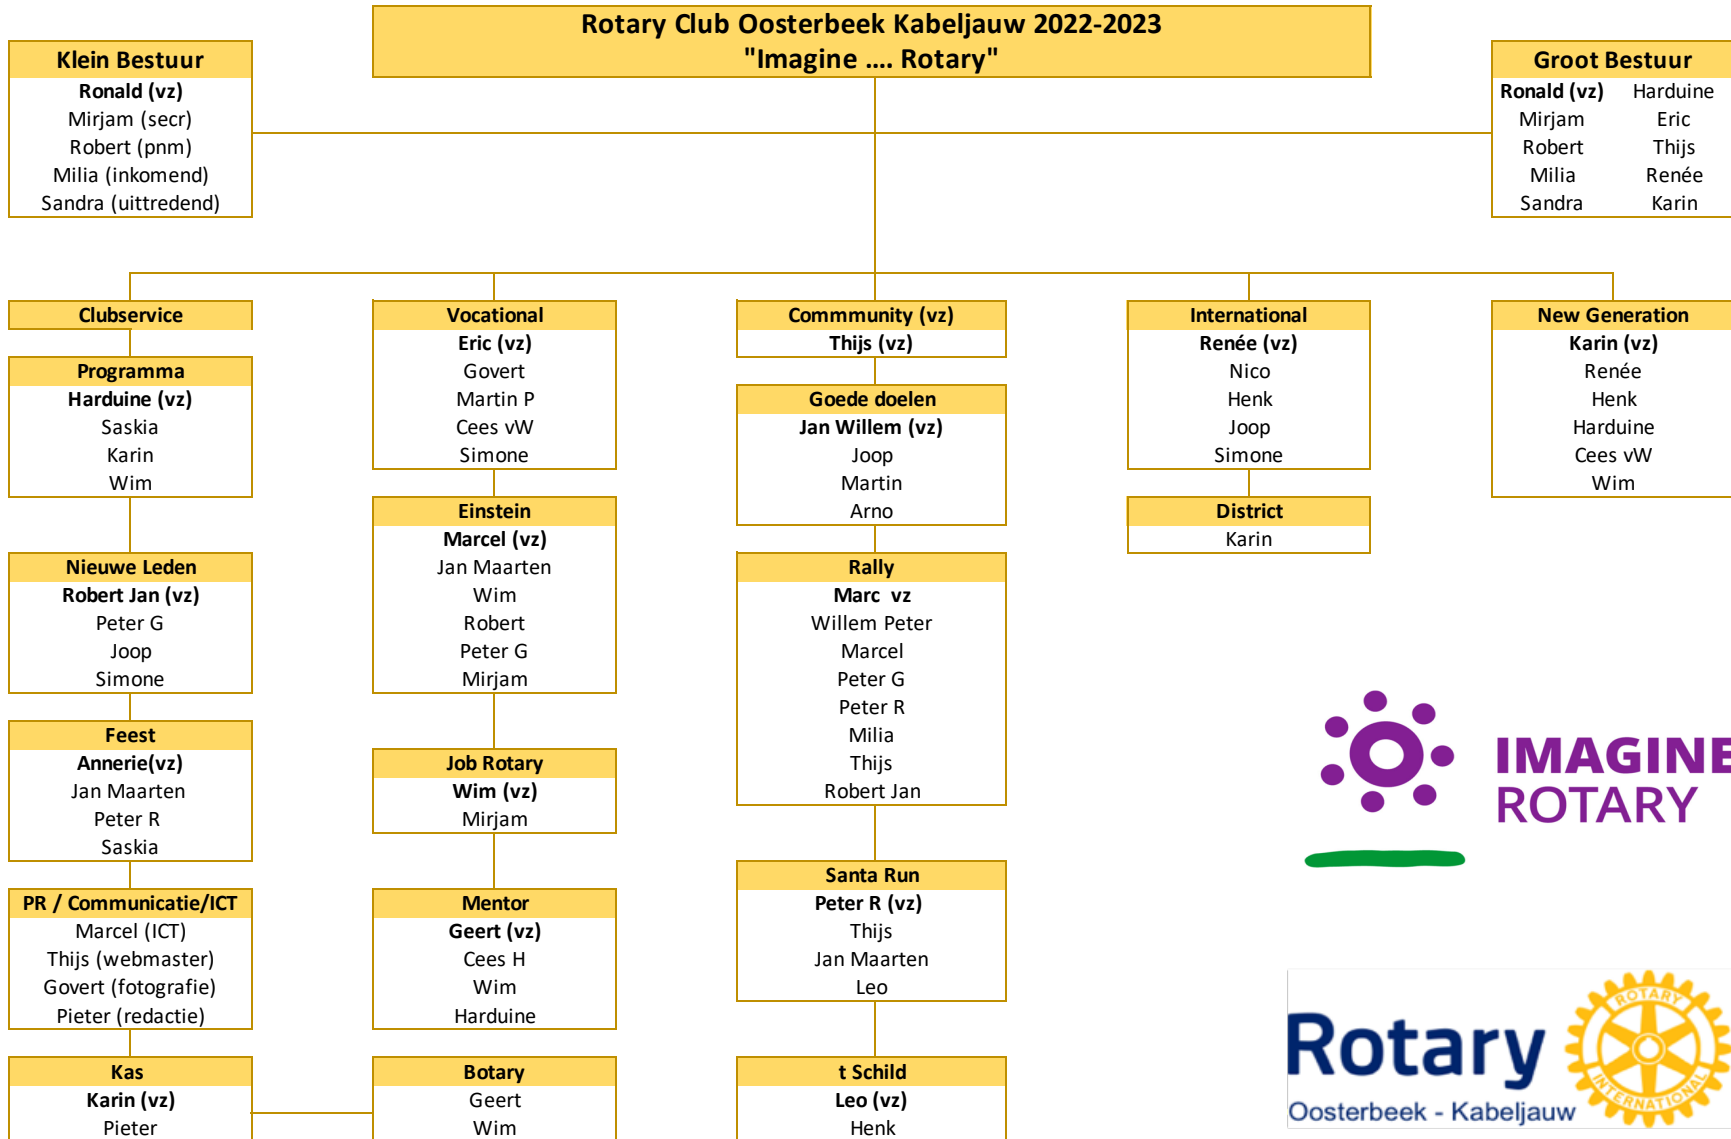 Rotary Club Oosterbeek Kabeljauw 2022-2023
"Imagine .... Rotary"
Klein Bestuur
Ronald (vz)
Mirjam (secr)
Robert (pnm)
Milia (inkomend)
Sandra (uittredend)
Groot Bestuur
Ronald (vz) Harduine
Mirjam Eric
Robert Thijs
Milia Renée
Sandra Karin
Clubservice
Programma
Harduine (vz)
Saskia
Karin
Wim
Nieuwe Leden
Robert Jan (vz)
Peter G
Joop
Simone
Feest
Annerie(vz)
Jan Maarten
Peter R
Saskia
PR / Communicatie/ICT
Marcel (ICT)
Thijs (webmaster)
Govert (fotografie)
Pieter (redactie)
Kas
Karin (vz)
Pieter
Vocational
Eric (vz)
Govert
Martin P
Cees vW
Simone
Einstein
Marcel (vz)
Jan Maarten
Wim
Robert
Peter G
Mirjam
Job Rotary
Wim (vz)
Mirjam
Mentor
Geert (vz)
Cees H
Wim
Harduine
Botary
Geert
Wim
Commmunity (vz)
Thijs (vz)
Goede doelen
Jan Willem (vz)
Joop
Martin
Arno
Rally
Marc  vz
Willem Peter
Marcel
Peter G
Peter R
Milia
Thijs
Robert Jan
Santa Run
Peter R (vz)
Thijs
Jan Maarten
Leo
t Schild
Leo (vz)
Henk
International
Renée (vz)
Nico
Henk
Joop
Simone
District
Karin
New Generation
Karin (vz)
Renée
Henk
Harduine
Cees vW
Wim
IMAGINE
ROTARY
Rotary
Oosterbeek - Kabeljauw
ROTARY
INTERNATIONAL